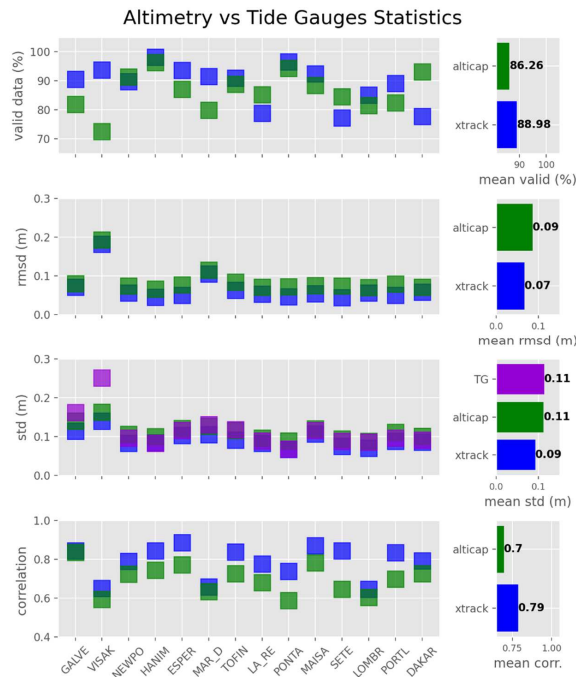 Altimetry vs Tide Gauges Statistics
valid data (%)
100
90
80
70
alticap
86.26
xtrack
88.98
90
100
mean valid (%)
rmsd (m)
0.3
0.2
0.1
0.0
alticap
0.09
xtrack
0.07
0.0
0.1
mean rmsd (m)
std (m)
0.3
0.2
0.1
0.0
TG
0.11
alticap
0.11
xtrack
0.09
0.0
0.1
mean std (m)
correlation
1.0
0.8
0.6
0.4
GALVE
VISAK
NEWPO
HANIM
ESPER
MAR_D
TOFIN
LA_RE
PONTA
MAISA
SETE
LOMBR
PORTL
DAKAR
alticap
0.7
xtrack
0.79
0.75
1.00
mean corr.